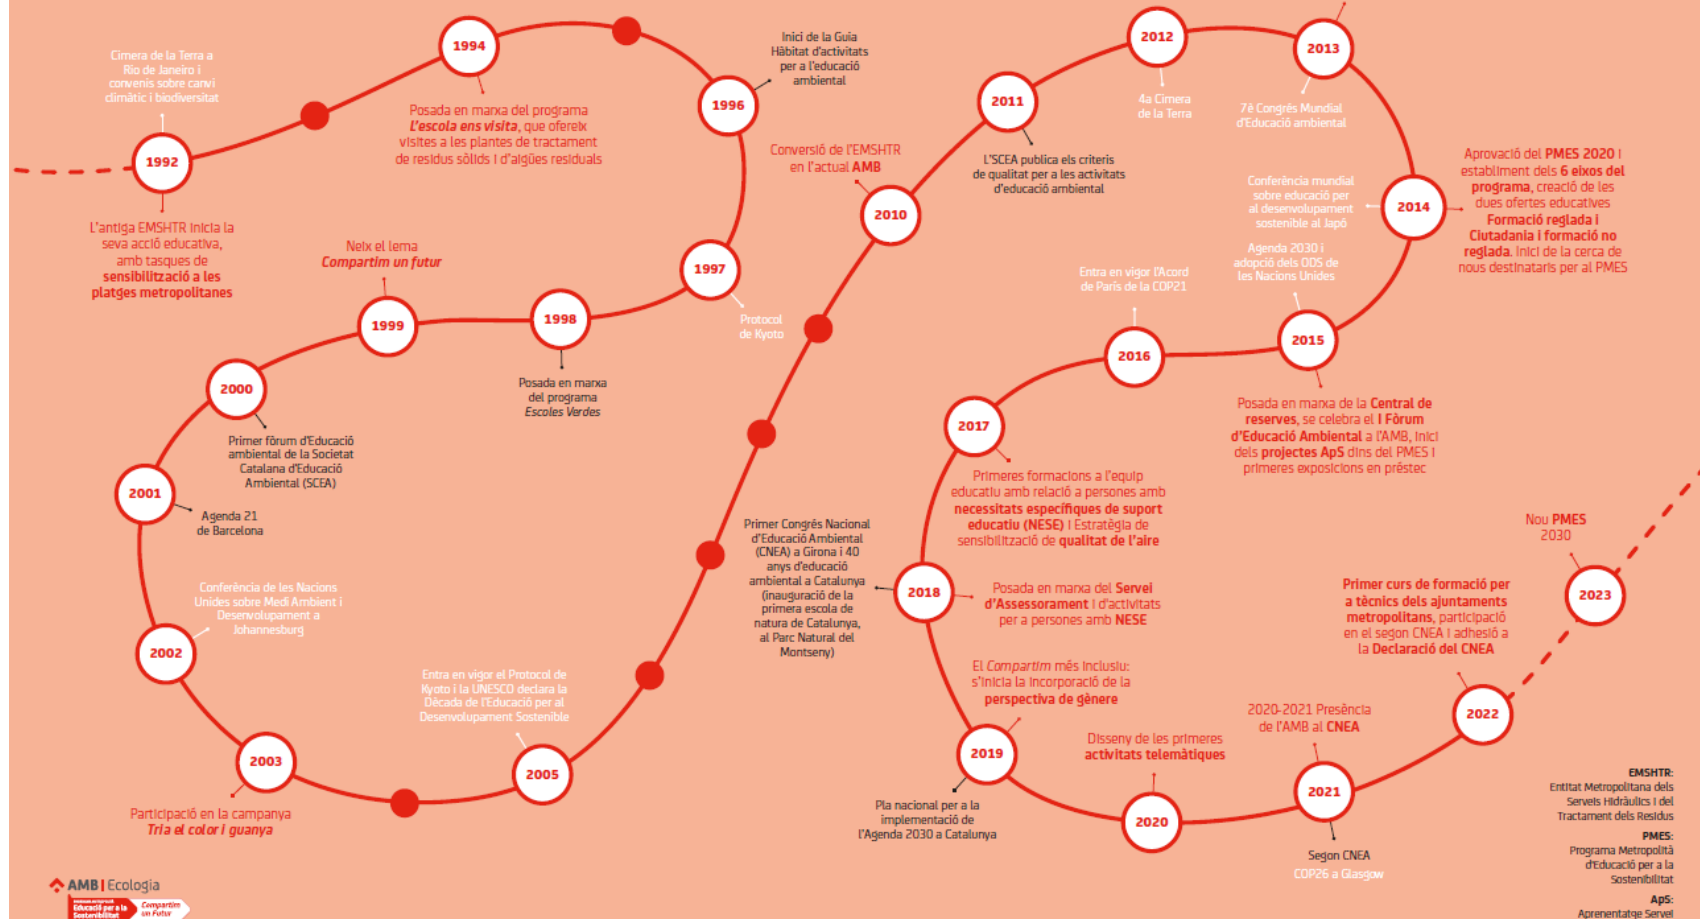 1992
Cimera de la Terra a
Rio de Janeiro i
convenis sobre canvi
climàtic i biodiversitat
L'antiga EMSHTR inicia la
seva acció educativa,
amb tasques de
sensibilització a les
platges metropolitanes
1994
Posada en marxa del programa
L'escola ens visita, que ofereix
visites a les plantes de tractament
de residus sòlids i d'aigües residuals
1996
Inici de la Guia
Hàbitat d'activitats
per a l'educació
ambiental
1997
Protocol
de Kyoto
1998
Posada en marxa
del programa
Escoles Verdes
1999
Neix el lema
Compartim un futur
2000
Primer fòrum d'Educació
ambiental de la Societat
Catalana d'Educació
Ambiental (SCEA)
2001
Agenda 21
de Barcelona
2002
Conferència de les Nacions
Unides sobre Medi Ambient i
Desenvolupament a
Johannesburg
2003
Participació en la campanya
Tria el color i guanya
2005
Entra en vigor el Protocol de
Kyoto i la UNESCO declara la
Dècada de l'Educació per al
Desenvolupament Sostenible
2010
Conversió de l'EMSHTR
en l'actual AMB
2011
L'SCEA publica els criteris
de qualitat per a les activitats
d'educació ambiental
2012
4a Cimera
de la Terra
2013
7è Congrés Mundial
d'Educació ambiental
2014
Conferència mundial
sobre educació per
al desenvolupament
sostenible al Japó
Aprovació del PMES 2020 i
establiment dels 6 eixos del
programa, creació de les
dues ofertes educatives
Formació reglada i
Ciutadania i formació no
reglada. Inici de la cerca de
nous destinataris per al PMES
2015
Agenda 2030 i
adopció dels ODS de
les Nacions Unides
Posada en marxa de la Central de
reserves, se celebra el I Fòrum
d'Educació Ambiental a l'AMB, inici
dels projectes ApS dins del PMES i
primeres exposicions en préstec
2016
Entra en vigor l'Acord
de París de la COP21
2017
Primeres formacions a l'equip
educatiu amb relació a persones amb
necessitats específiques de suport
educatiu (NESE) i Estratègia de
sensibilització de qualitat de l'aire
2018
Primer Congrés Nacional
d'Educació Ambiental
(CNEA) a Girona i 40
anys d'educació
ambiental a Catalunya
(inauguració de la
primera escola de
natura de Catalunya,
al Parc Natural del
Montseny)
Posada en marxa del Servei
d'Assessorament i d'activitats
per a persones amb NESE
2019
El Compartim més inclusiu:
s'inicia la incorporació de la
perspectiva de gènere
Pla nacional per a la
implementació de
l'Agenda 2030 a Catalunya
2020
Disseny de les primeres
activitats telemàtiques
2021
2020-2021 Presència
de l'AMB al CNEA
Segon CNEA
COP26 a Glasgow
2022
Primer curs de formació per
a tècnics dels ajuntaments
metropolitans, participació
en el segon CNEA i adhesió a
la Declaració del CNEA
2023
Nou PMES
2030
EMSHTR:
Entitat Metropolitana dels
Serveis Hidràulics i del
Tractament dels Residus
PMES:
Programa Metropolità
d'Educació per a la
Sostenibilitat
ApS:
Aprenentatge Servei
AMB | Ecologia
Educació per a la
Sostenibilitat
Compartim
un Futur